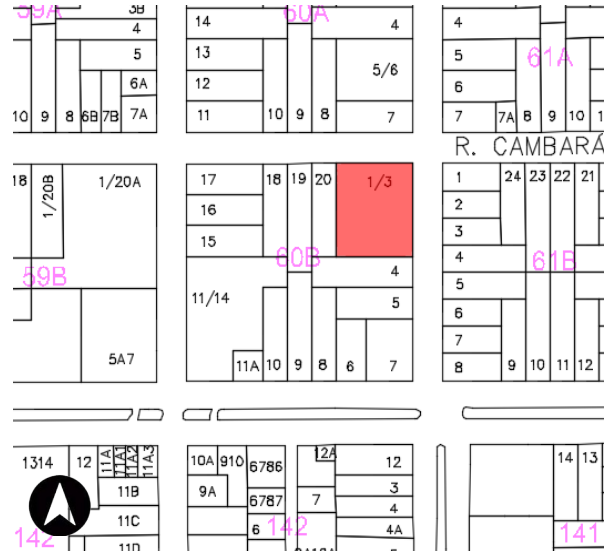 59A 3B 60A
4 14 4 4
5 13 5 61A
6A 12 5/6 6
10 9 8 6B 7B 7A 11 10 9 8 7 7 7A 8 9 10 1
R. CAMBARÁ
18 1/20B 1/20A 17 18 19 20 1/3 1 24 23 22 21
16 2
15 3
60B 4 61B
59B 4 5
11/14 5 6
7
5A7 11A 10 9 8 6 7 8 9 10 11 12
1314 12 11A 11A1 11A2 11A3 10A 910 6786 12A 12 14 13
11B 9A 6787 7 3
4
11C 6 142 4A 141
142
11D